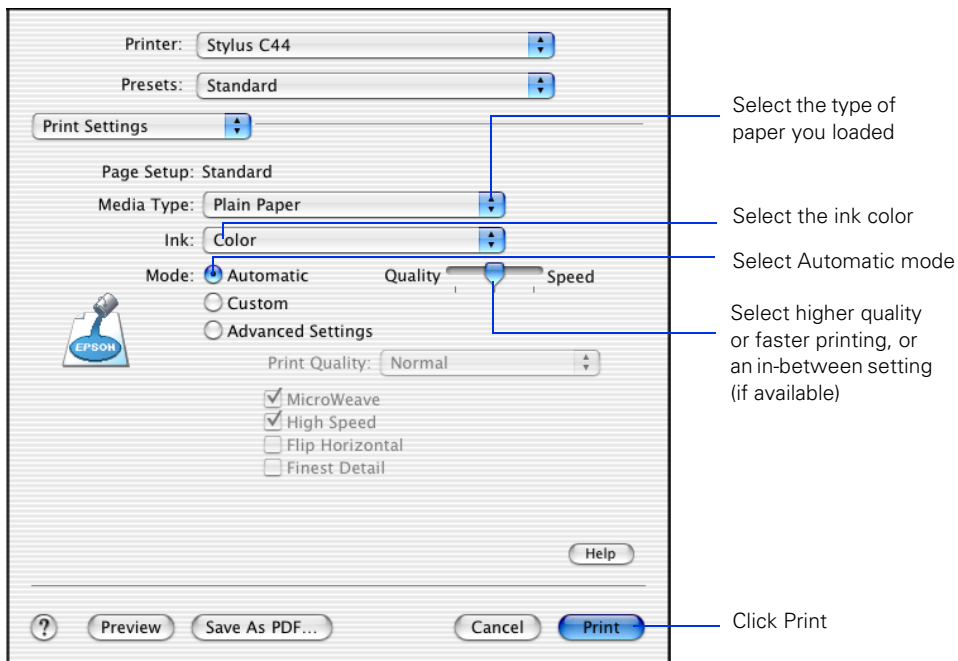 Printer: Stylus C44
Presets: Standard
Print Settings
Select the type of
paper you loaded
Page Setup: Standard
Media Type: Plain Paper
Select the ink color
Ink: Color
Select Automatic mode
Mode: Automatic Quality Speed
Custom
Advanced Settings
Select higher quality
or faster printing, or
an in-between setting
(if available)
EPSON
Print Quality: Normal
MicroWeave
High Speed
Flip Horizontal
Finest Detail
Help
? Preview Save As PDF... Cancel Print
Click Print